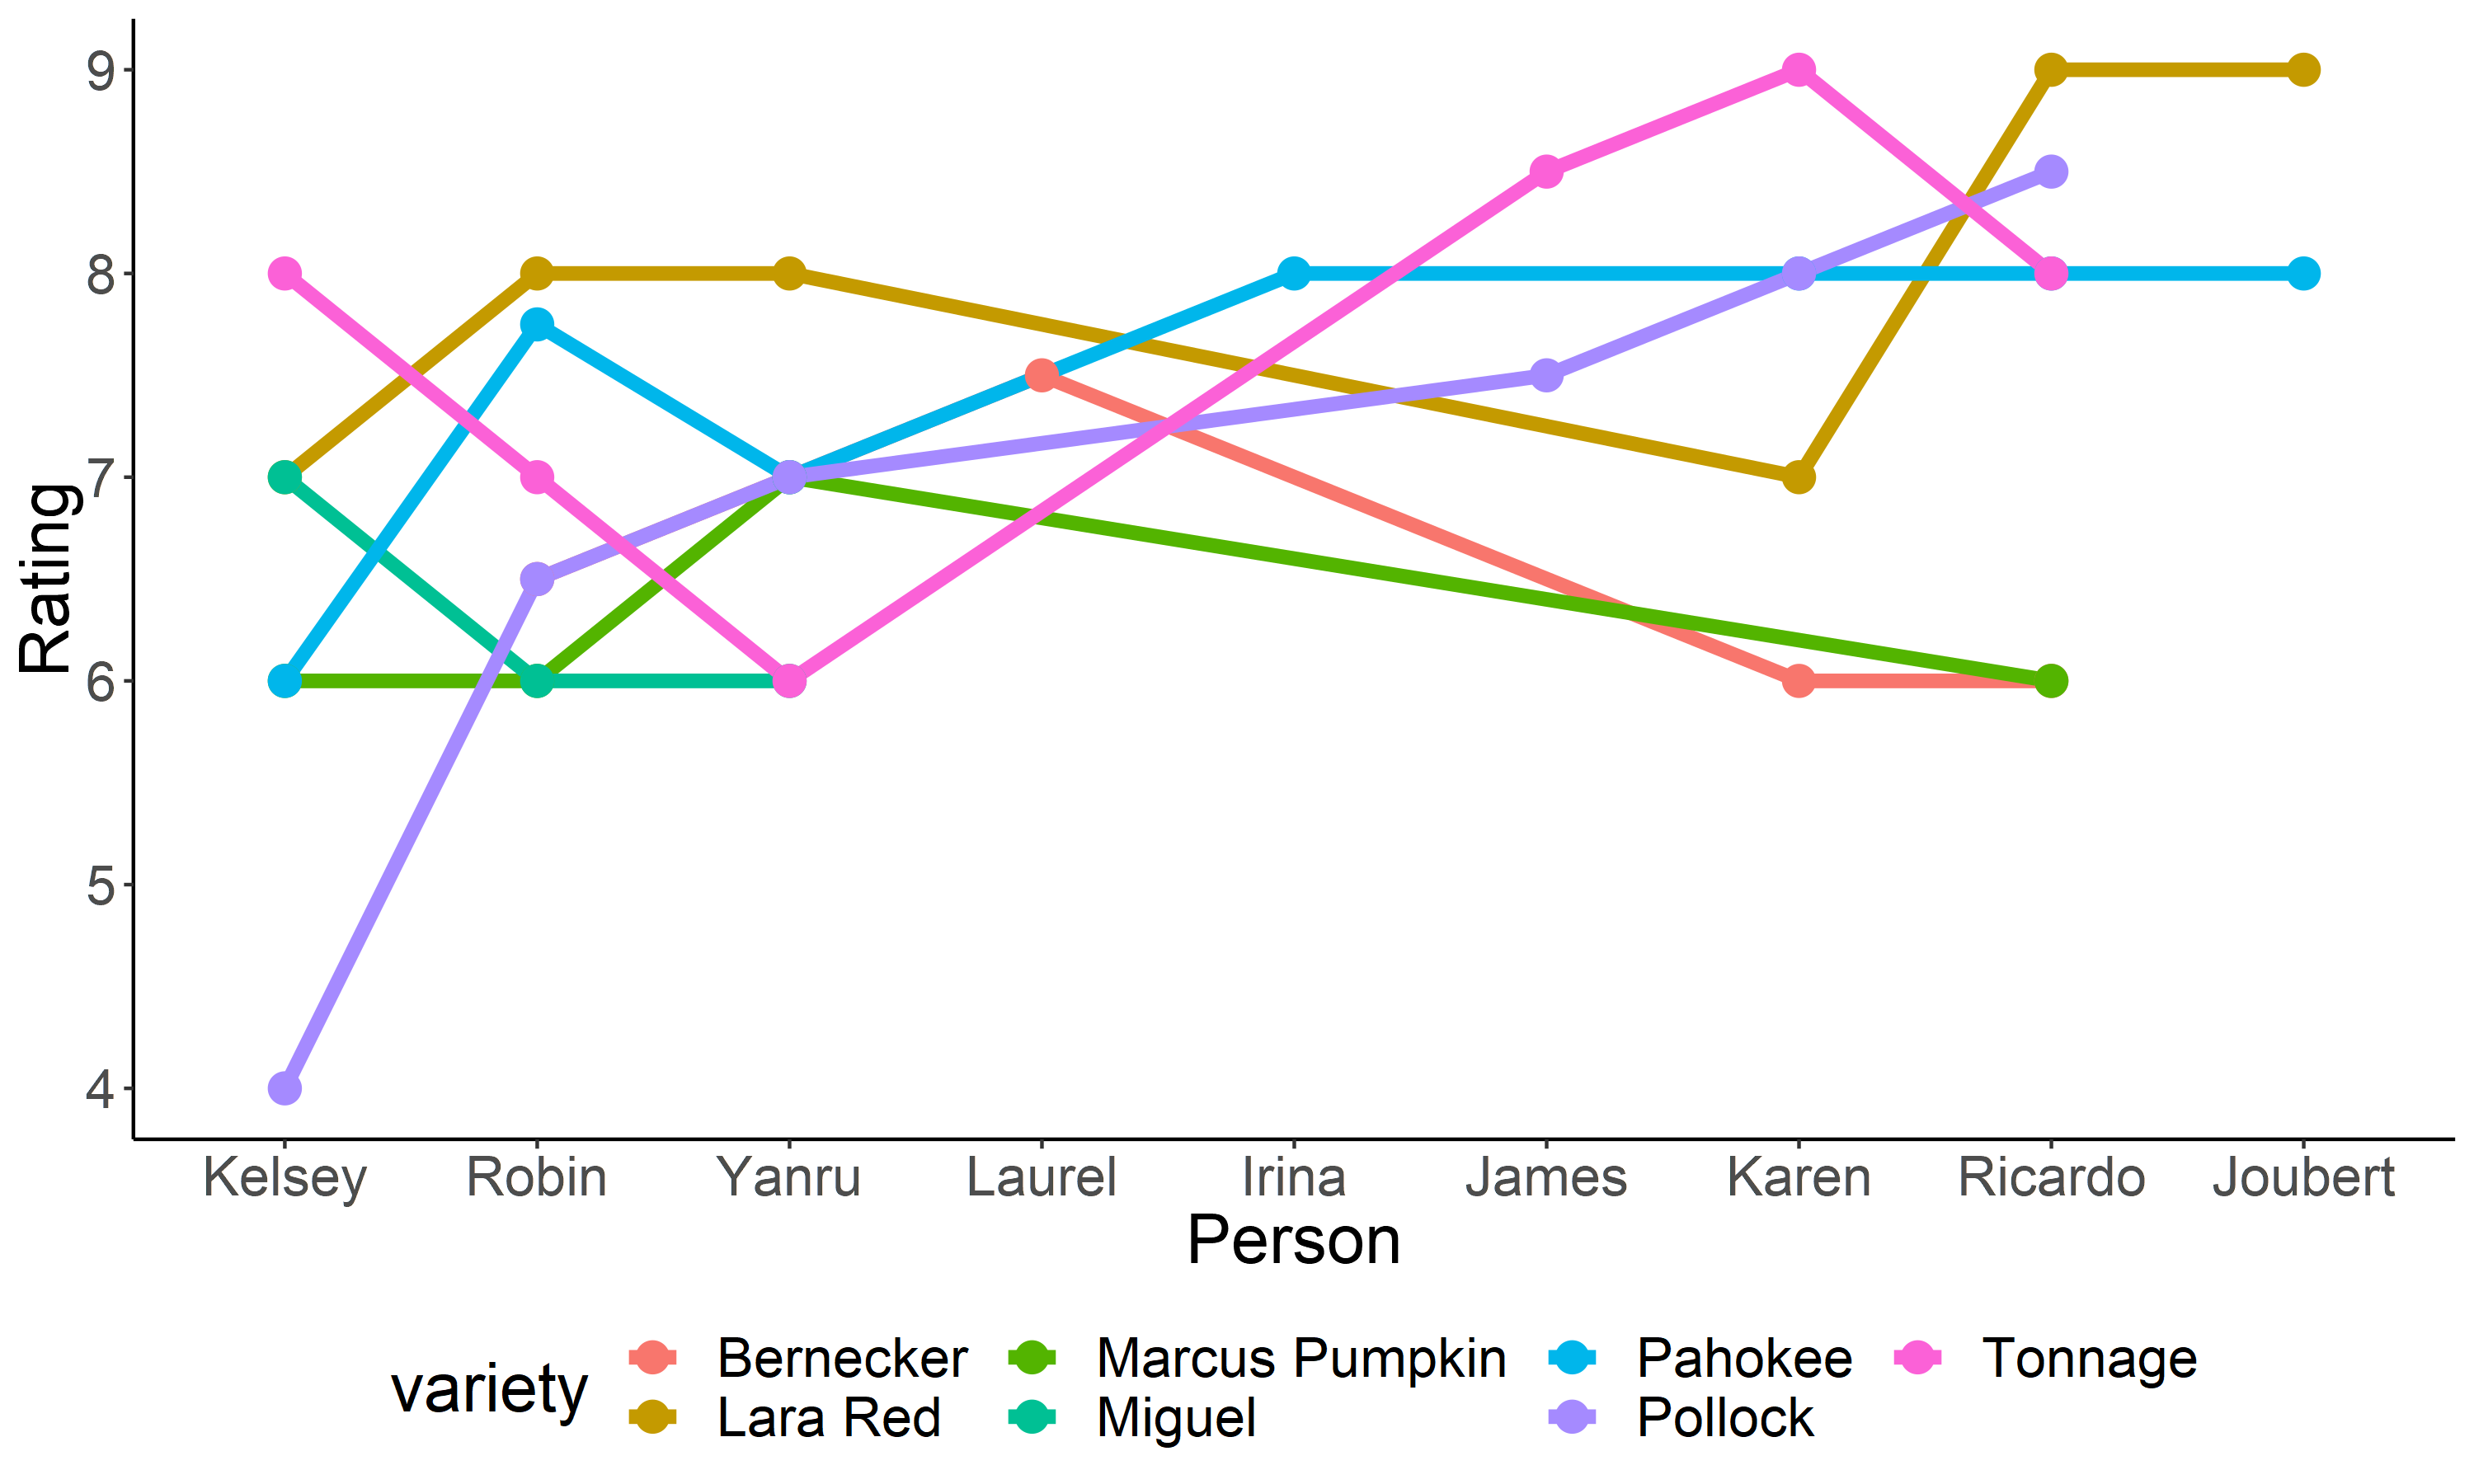 9
8
7
6
5
4
Rating
Kelsey Robin Yanru Laurel Irina James Karen Ricardo Joubert
Person
variety
Bernecker Marcus Pumpkin Pahokee Tonnage
Lara Red Miguel Pollock